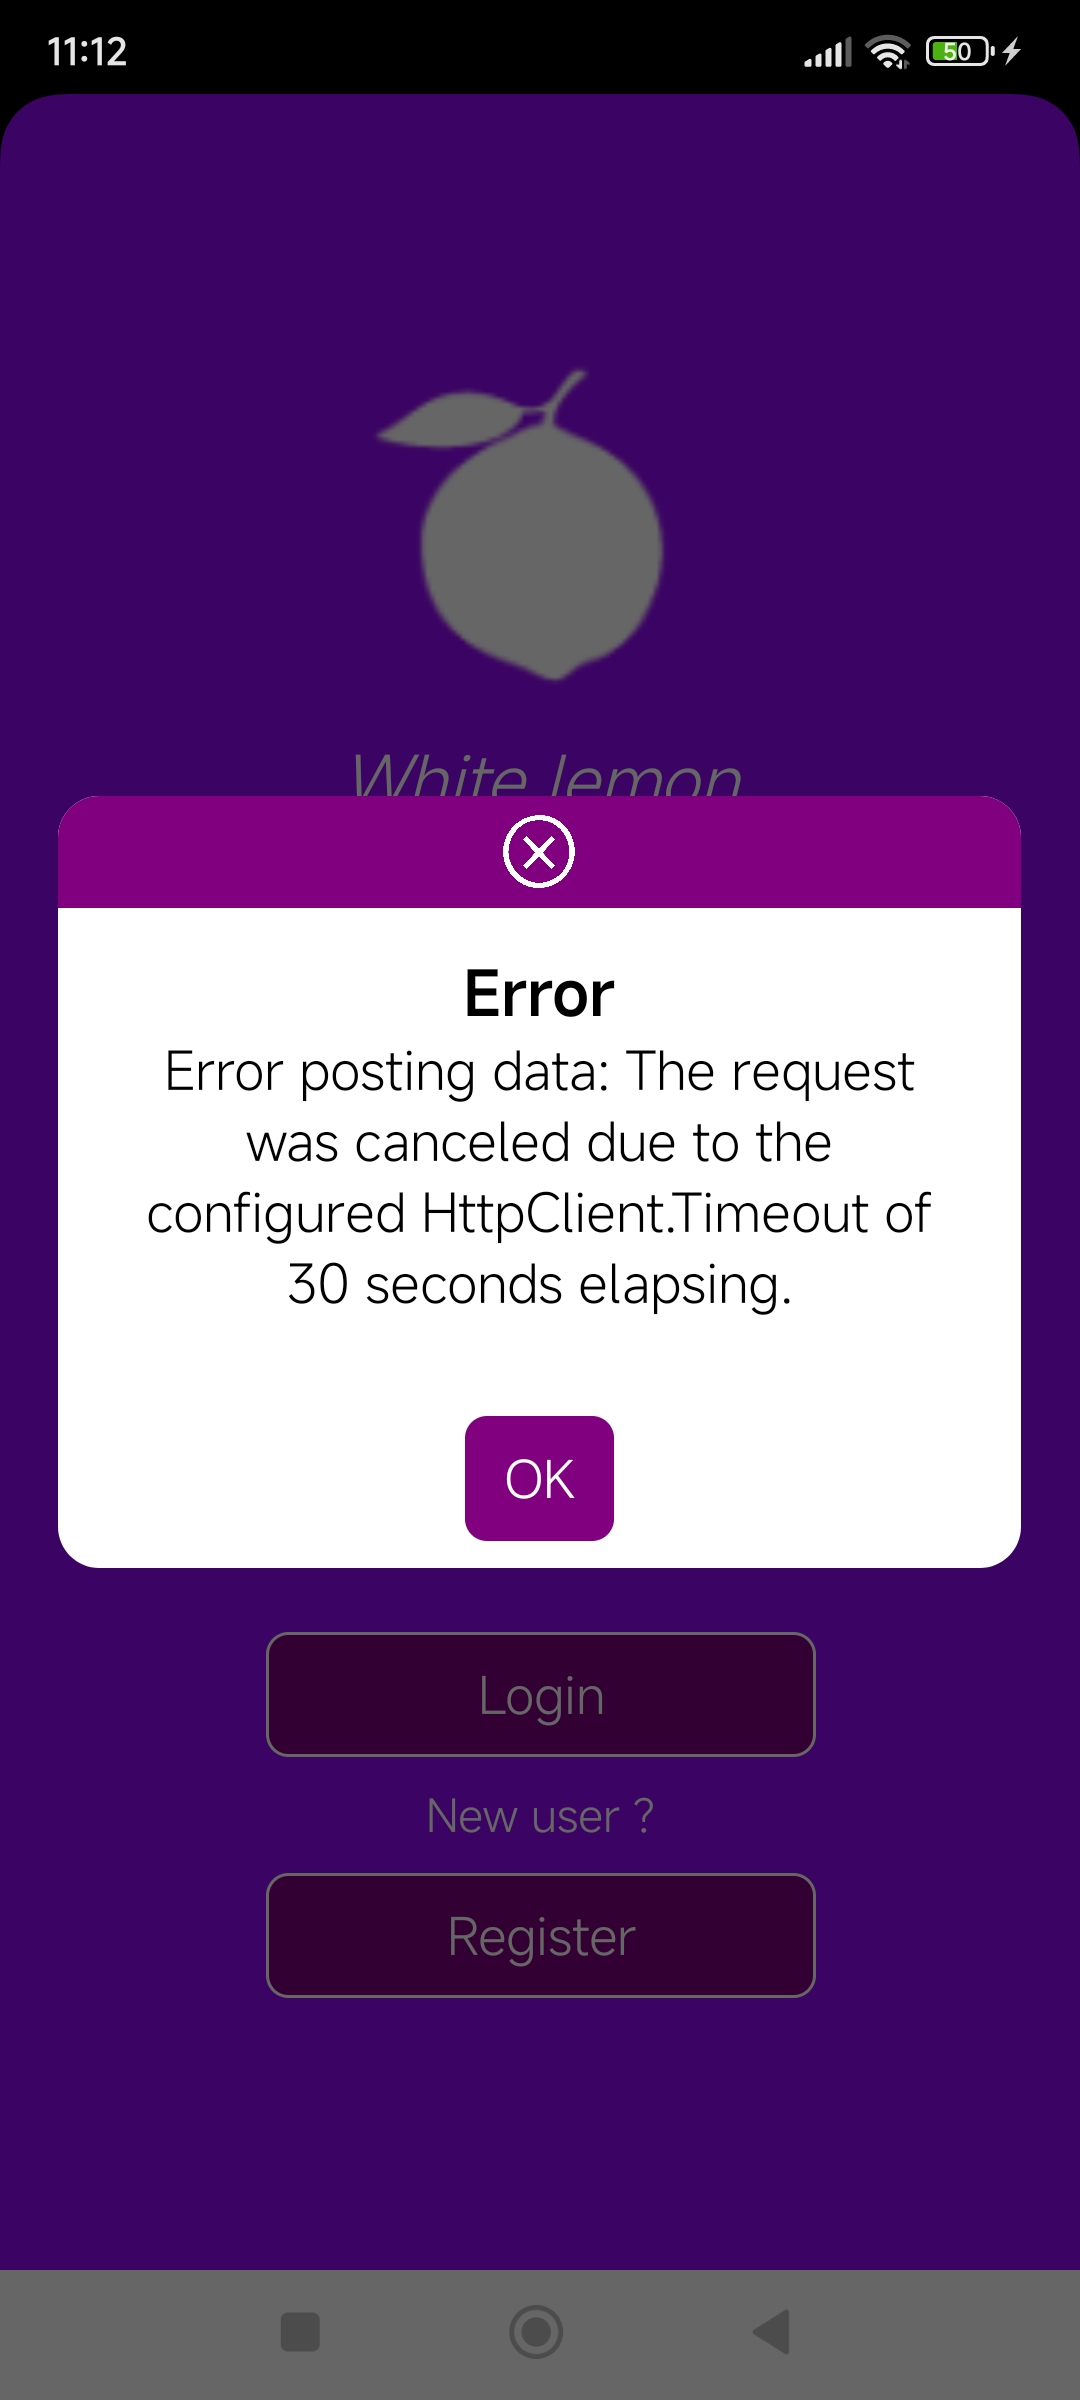 11:12
50
White lemon
Error
Error posting data: The request
was canceled due to the
configured HttpClient.Timeout of
30 seconds elapsing.
OK
Login
New user ?
Register